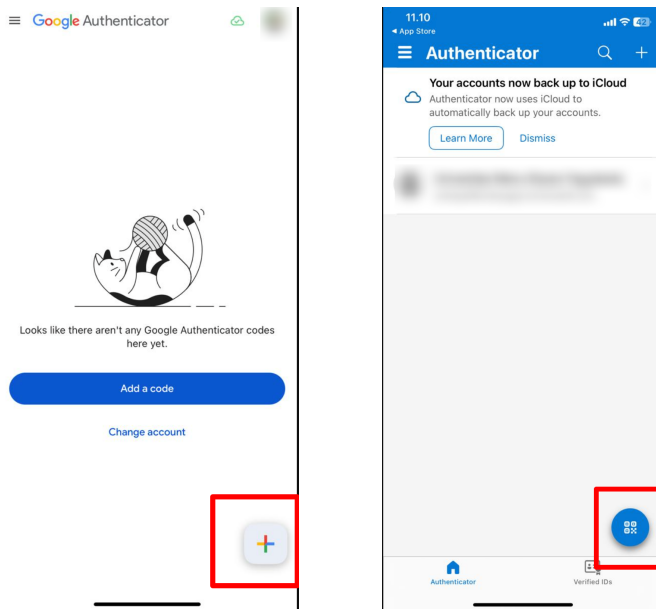 Google Authenticator
Looks like there aren't any Google Authenticator codes
here yet.
Add a code
Change account
11.10
42
◀ App Store
Authenticator
Your accounts now back up to iCloud
Authenticator now uses iCloud to
automatically back up your accounts.
Learn More
Dismiss
Authenticator
Verified IDs